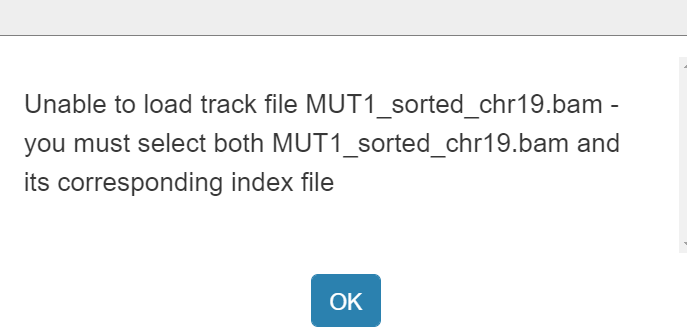 Unable to load track file MUT1_sorted_chr19.bam -
you must select both MUT1_sorted_chr19.bam and
its corresponding index file
OK